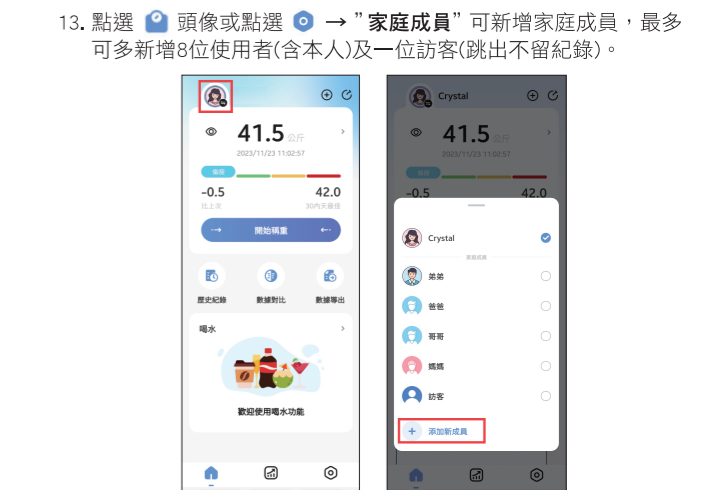 13. 點選 頭像或點選 → ”家庭成員” 可新增家庭成員，最多
可多新增8位使用者(含本人)及一位訪客(跳出不留紀錄)。
41.5 公斤
2023/11/23 11:02:57
偏瘦
-0.5 42.0
比上次 30內天最佳
開始稱重
歷史紀錄 數據對比 數據導出
喝水
歡迎使用喝水功能
Crystal
41.5 公斤
2023/11/23 11:02:57
-0.5 42.0
Crystal
家庭成員
弟弟
爸爸
哥哥
媽媽
訪客
+ 添加新成員